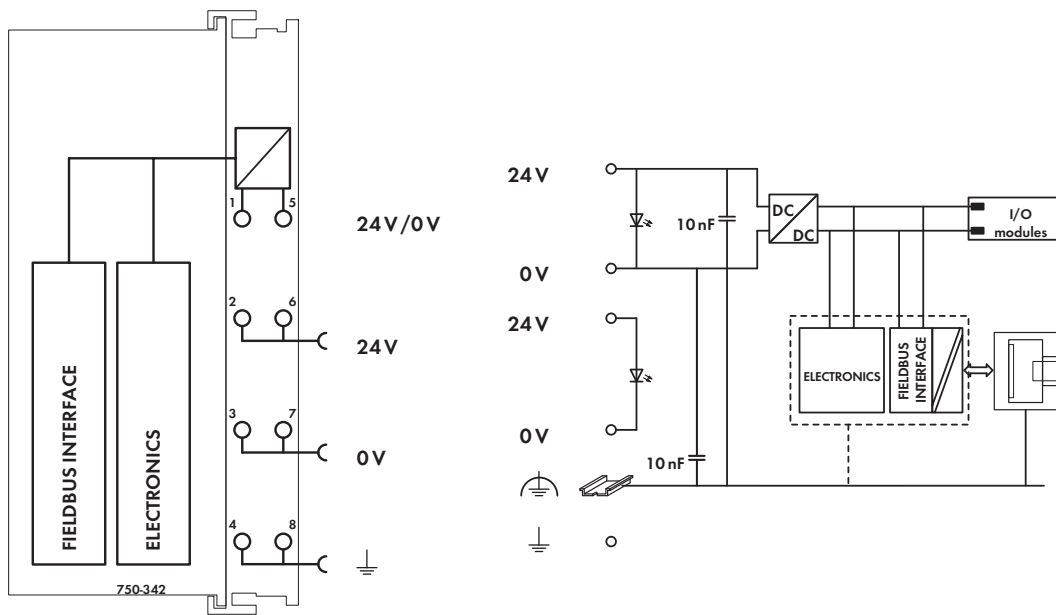 1 5
24V/0V
2 6
24V
3 7
0V
4 8
FIELDBUS INTERFACE
ELECTRONICS
750-342
24V
10nF
DC
DC
I/O
modules
0V
24V
ELECTRONICS
FIELDBUS
INTERFACE
0V
10nF